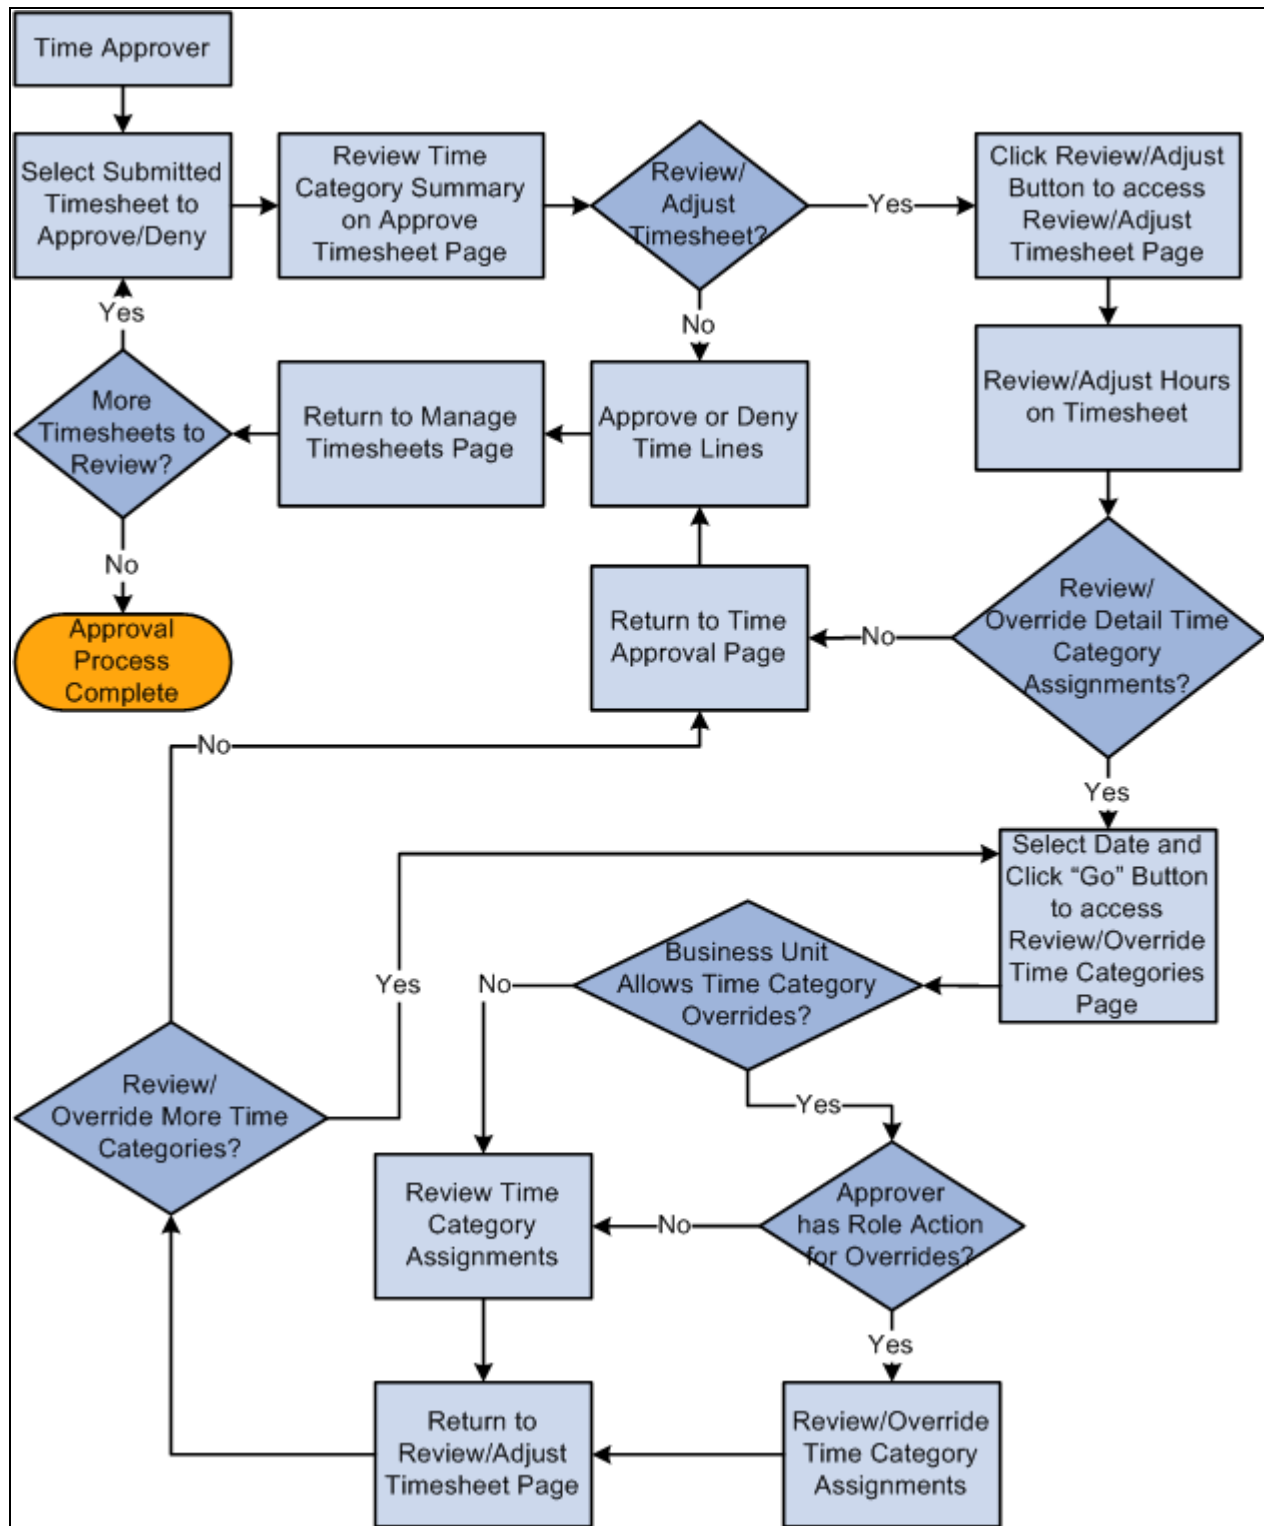 Time Approver
Select Submitted
Timesheet to
Approve/Deny
Review Time
Category Summary
on Approve
Timesheet Page
Review/
Adjust
Timesheet?
Yes
Click Review/Adjust
Button to access
Review/Adjust
Timesheet Page
Yes
No
More
Timesheets to
Review?
Return to Manage
Timesheets Page
Approve or Deny
Time Lines
Review/Adjust Hours
on Timesheet
No
Approval
Process
Complete
Return to Time
Approval Page
No
Review/
Override Detail Time
Category
Assignments?
No
Yes
Select Date and
Click “Go” Button
to access
Review/Override
Time Categories
Page
Yes
No
Business Unit
Allows Time Category
Overrides?
Review/
Override More Time
Categories?
Yes
Review Time
Category
Assignments
No
Approver
has Role Action
for Overrides?
Yes
Return to
Review/Adjust
Timesheet Page
Review/Override
Time Category
Assignments